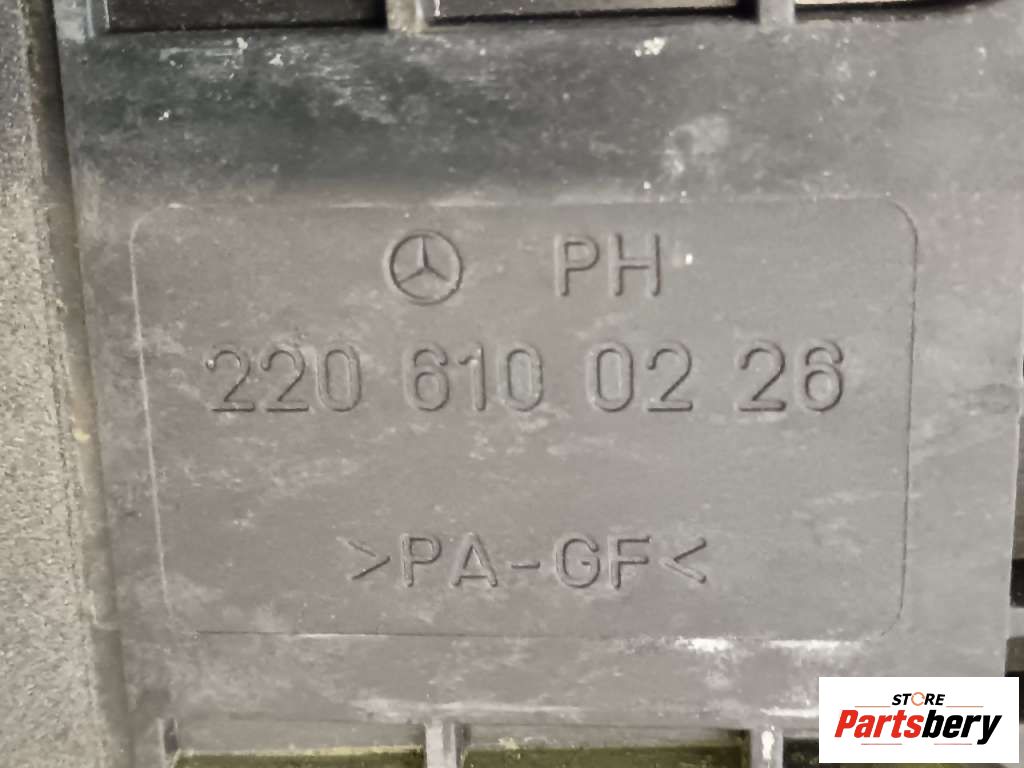 PH
220 610 02 26
>PA-GF<
STORE
Partsbery